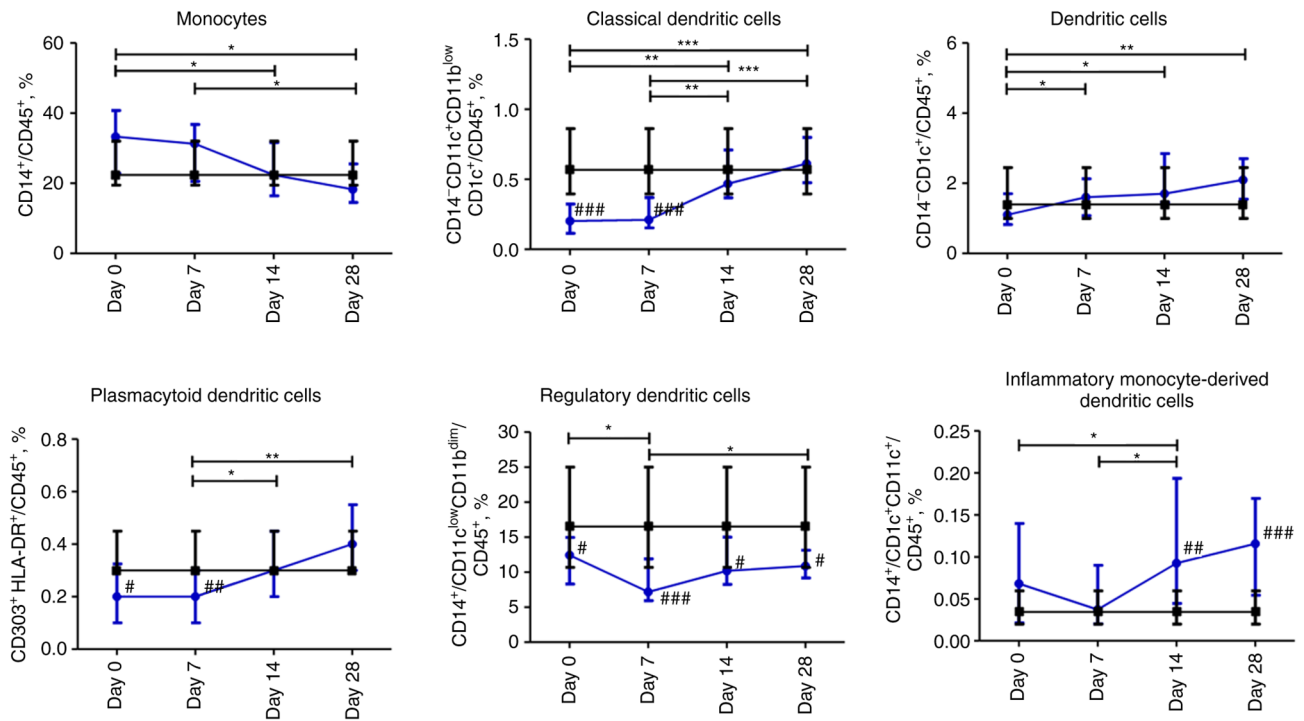 Monocytes
CD14⁺/CD45⁺, %
60
40
20
0
*
*
*
Day 0
Day 7
Day 14
Day 28
Classical dendritic cells
CD14⁻CD11c⁺CD11b^low
CD1c⁺/CD45⁺, %
1.5
1.0
0.5
0.0
***
**
***
**
###
###
Day 0
Day 7
Day 14
Day 28
Dendritic cells
CD14⁻CD1c⁺/CD45⁺, %
6
4
2
0
**
*
*
Day 0
Day 7
Day 14
Day 28
Plasmacytoid dendritic cells
CD303⁺ HLA-DR⁺/CD45⁺, %
0.8
0.6
0.4
0.2
0.0
**
*
#
##
Day 0
Day 7
Day 14
Day 28
Regulatory dendritic cells
CD14⁺/CD11c^low CD11b^dim/
CD45⁺, %
30
25
20
15
10
5
0
*
*
#
###
#
#
Day 0
Day 7
Day 14
Day 28
Inflammatory monocyte-derived
dendritic cells
CD14⁺/CD1c⁺CD11c⁺/
CD45⁺, %
0.25
0.20
0.15
0.10
0.05
0.00
*
*
##
###
Day 0
Day 7
Day 14
Day 28